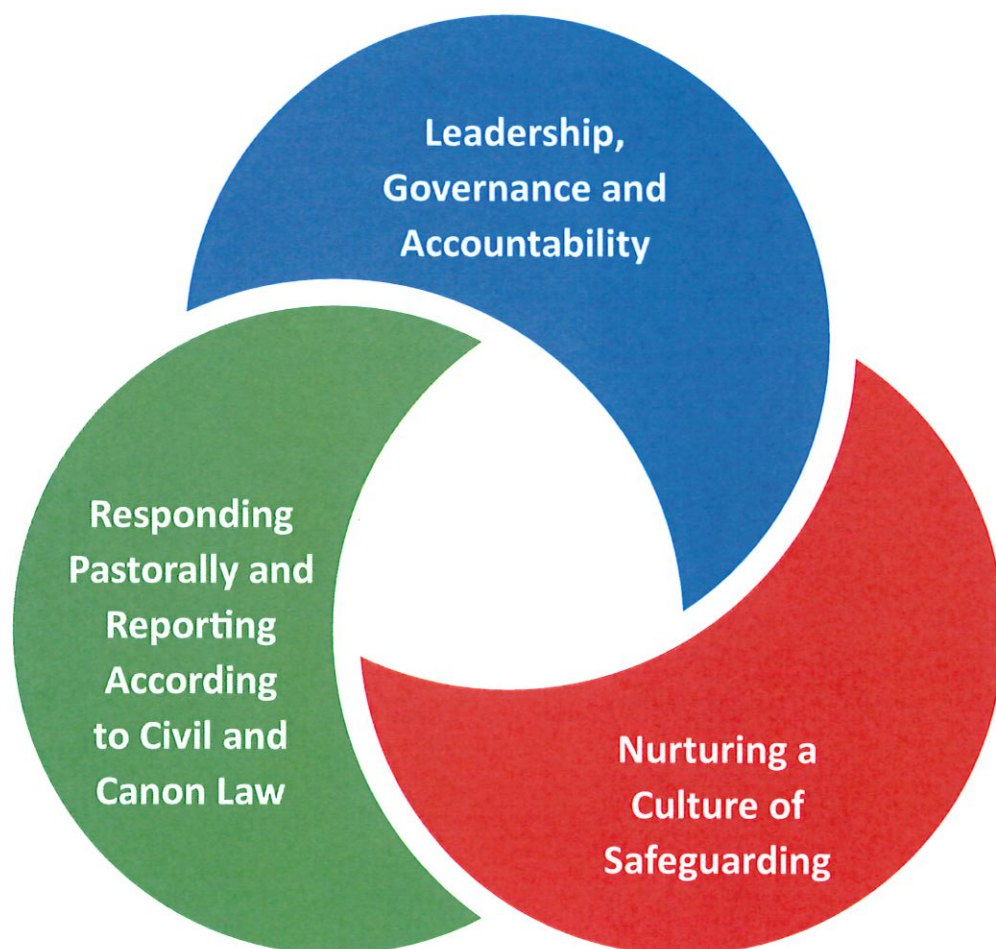 Leadership,
Governance and
Accountability
Responding
Pastorally and
Reporting
According
to Civil and
Canon Law
Nurturing a
Culture of
Safeguarding